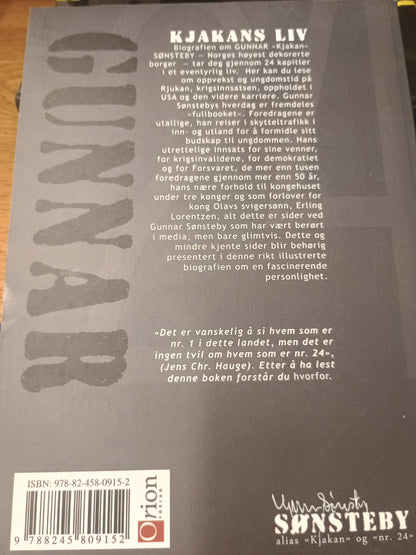 GUNNAR
KJAKANS LIV
Biografien om GUNNAR «Kjakan»
SØNSTEBY — Norges høyest dekorerte
borger — tar deg gjennom 24 kapitler
i et eventyrlig liv. Her kan du lese
om oppvekst og ungdomstid på
Rjukan, krigsinnsatsen, oppholdet i
USA og den videre karriere. Gunnar
Sønstebys hverdag er fremdeles
«fullbooket». Foredragene er
utallige, han reiser i skytteltrafikk i
inn- og utland for å formidle sitt
budskap til ungdommen. Hans
utrettelige innsats for sine venner,
for krigsinvalidene, for demokratiet
og for Forsvaret, de mer enn tusen
foredragene gjennom mer enn 50 år,
hans nære forhold til kongehuset
under tre konger og som forlover for
kong Olavs svigersønn, Erling
Lorentzen, alt dette er sider ved
Gunnar Sønsteby som har vært berørt
i media, men bare glimtvis. Dette og
mindre kjente sider blir behørig
presentert i denne rikt illustrerte
biografien om en fascinerende
personlighet.
«Det er vanskelig å si hvem som er
nr. 1 i dette landet, men det er
ingen tvil om hvem som er nr. 24»,
(Jens Chr. Hauge). Etter å ha lest
denne boken forstår du hvorfor.
ISBN: 978-82-458-0915-2
9 788245 809152
Orion
FORLAG
SØNSTEBY
alias «Kjakan» og «nr. 24»